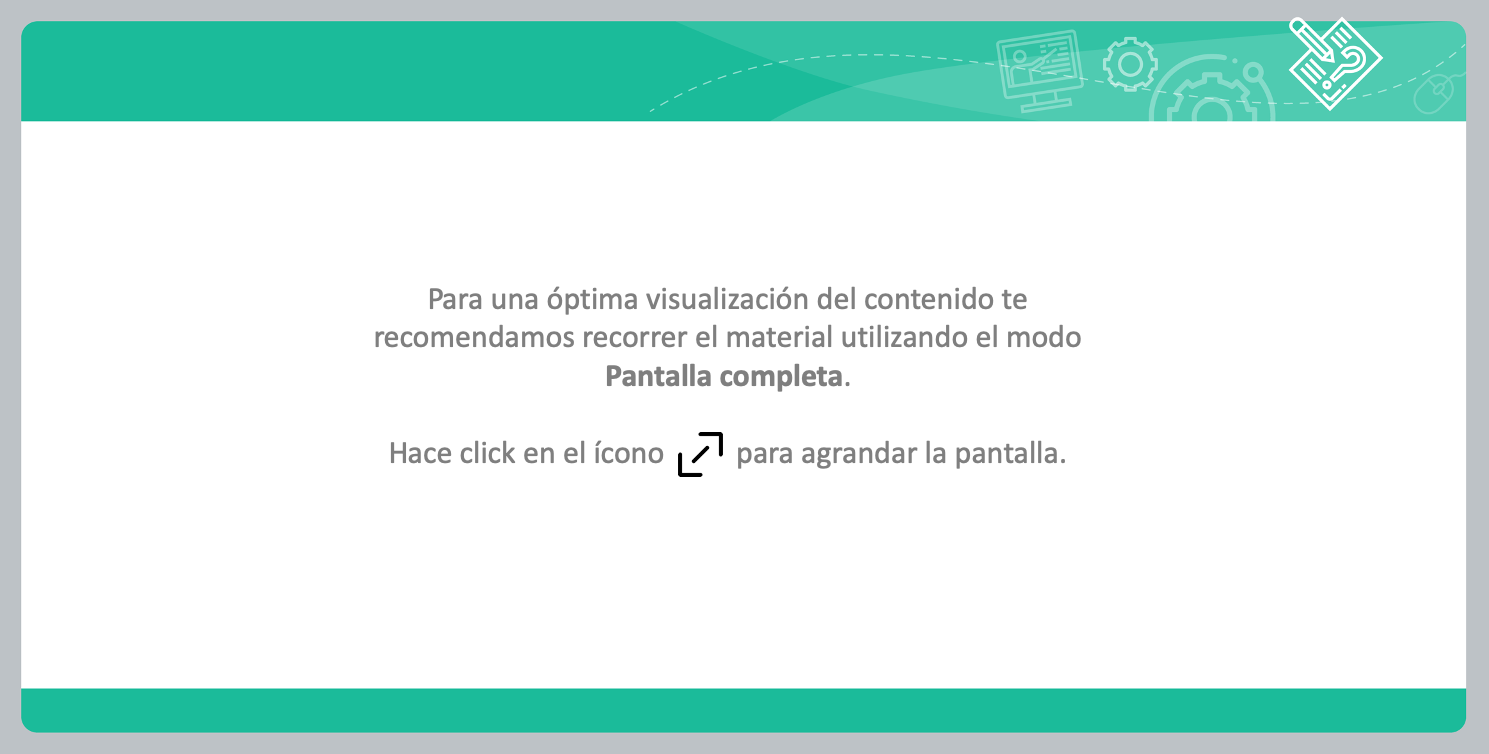 Para una óptima visualización del contenido te
recomendamos recorrer el material utilizando el modo
Pantalla completa.
Hace click en el ícono para agrandar la pantalla.